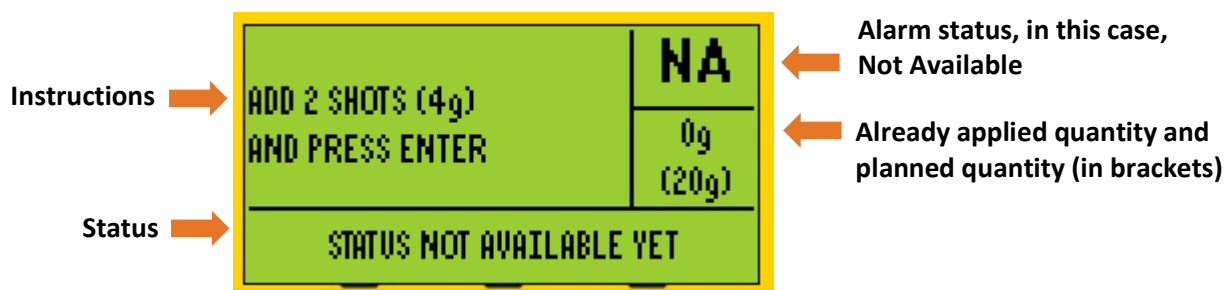 Instructions
ADD 2 SHOTS (4g)
AND PRESS ENTER
NA
0g
(20g)
Alarm status, in this case,
Not Available
Already applied quantity and
planned quantity (in brackets)
Status
STATUS NOT AVAILABLE YET